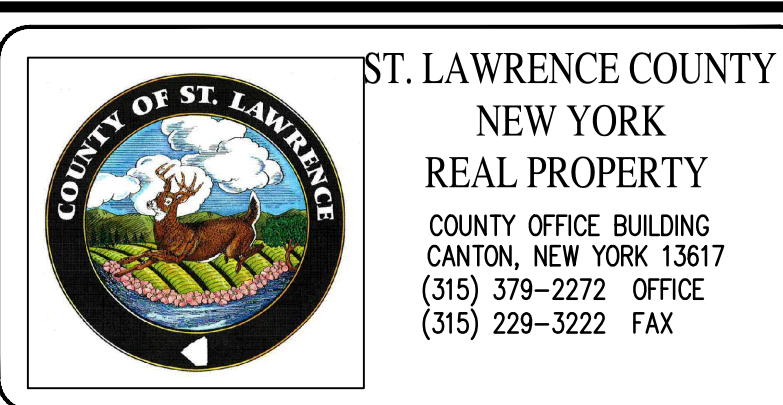 COUNTY OF ST. LAWRENCE
ST. LAWRENCE COUNTY
NEW YORK
REAL PROPERTY
COUNTY OFFICE BUILDING
CANTON, NEW YORK 13617
(315) 379-2272 OFFICE
(315) 229-3222 FAX